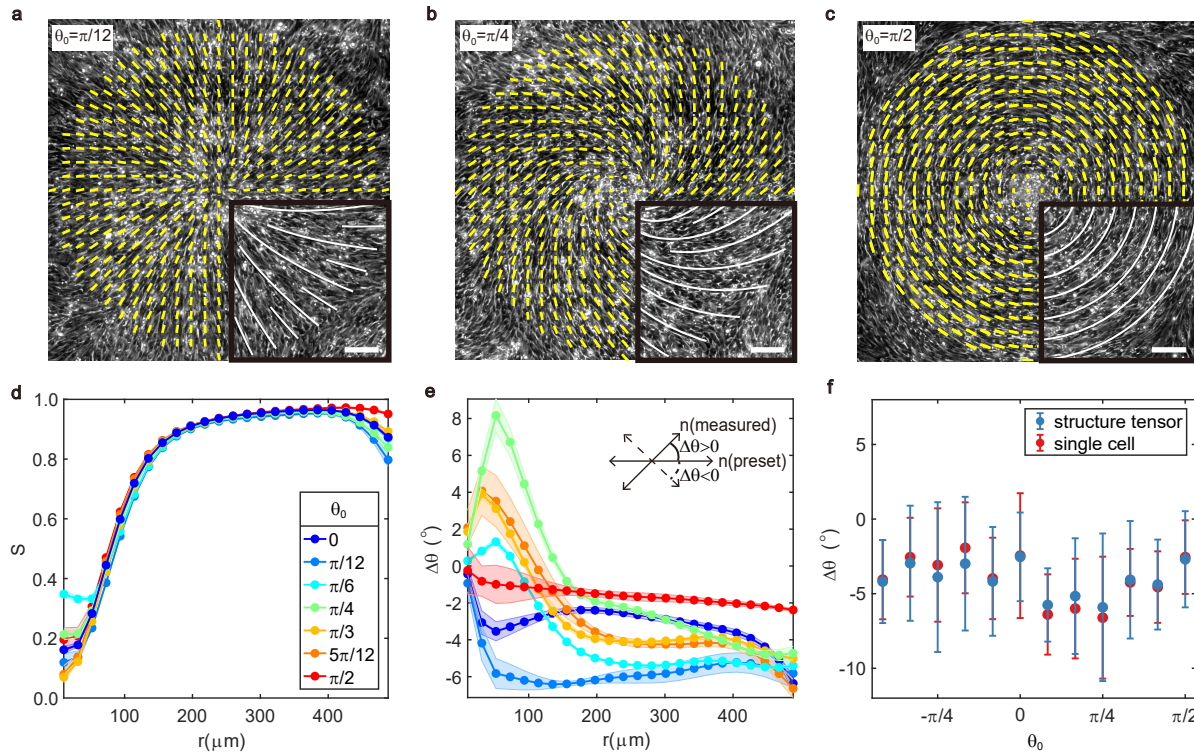 a
b
c
θ₀=π/12
θ₀=π/4
θ₀=π/2
d
e
f
1.0
0.8
0.6
0.4
0.2
0.0
S
100
200
300
400
r(μm)
θ₀
0
π/12
π/6
π/4
π/3
5π/12
π/2
8
6
4
2
0
-2
-4
-6
Δθ (°)
100
200
300
400
r(μm)
n(measured)
Δθ>0
n(preset)
Δθ<0
5
0
-5
-10
Δθ (°)
-π/4
0
π/4
π/2
θ₀
structure tensor
single cell